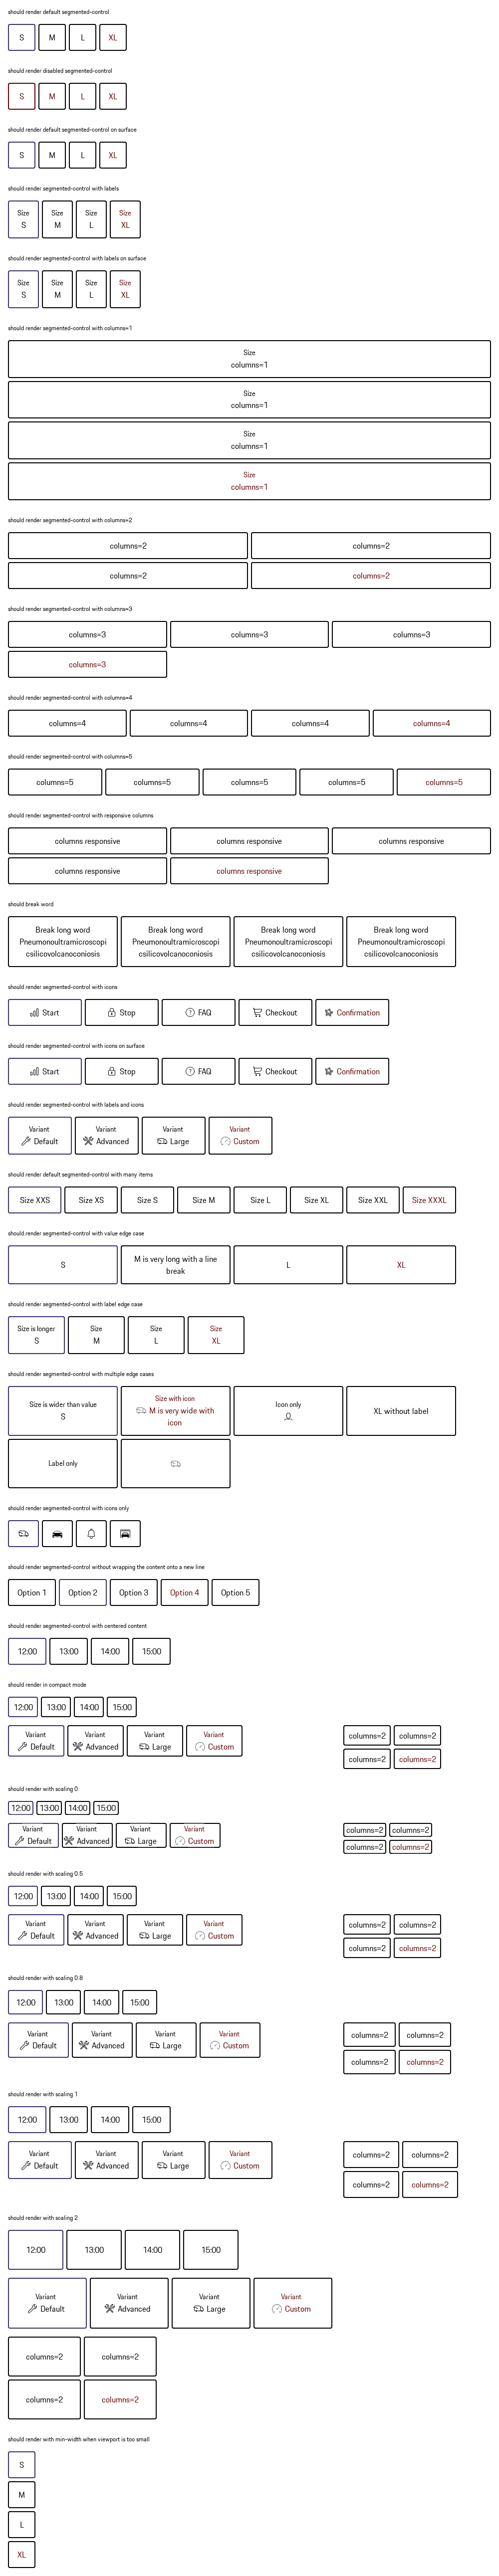 should render default segmented-control
S M L XL
should render disabled segmented-control
S M L XL
should render default segmented-control on surface
S M L XL
should render segmented-control with labels
Size Size Size Size
S M L XL
should render segmented-control with labels on surface
Size Size Size Size
S M L XL
should render segmented-control with columns=1
Size
columns=1
Size
columns=1
Size
columns=1
Size
columns=1
should render segmented-control with columns=2
columns=2 columns=2
columns=2 columns=2
should render segmented-control with columns=3
columns=3 columns=3 columns=3
columns=3
should render segmented-control with columns=4
columns=4 columns=4 columns=4 columns=4
should render segmented-control with columns=5
columns=5 columns=5 columns=5 columns=5 columns=5
should render segmented-control with responsive columns
columns responsive columns responsive columns responsive
columns responsive columns responsive
should break word
Break long word Break long word Break long word Break long word
Pneumonoultramicroscopi Pneumonoultramicroscopi Pneumonoultramicroscopi Pneumonoultramicroscopi
csilicovolcanoconiosis csilicovolcanoconiosis csilicovolcanoconiosis csilicovolcanoconiosis
should render segmented-control with icons
Start Stop FAQ Checkout Confirmation
should render segmented-control with icons on surface
Start Stop FAQ Checkout Confirmation
should render segmented-control with labels and icons
Variant Variant Variant Variant
Default Advanced Large Custom
should render default segmented-control with many items
Size XXS Size XS Size S Size M Size L Size XL Size XXL Size XXXL
should render segmented-control with value edge case
S M is very long with a line break L XL
should render segmented-control with label edge case
Size is longer Size Size Size
S M L XL
should render segmented-control with multiple edge cases
Size is wider than value Size with icon Icon only XL without label
S M is very wide with icon
Label only
should render segmented-control with icons only
should render segmented-control without wrapping the content onto a new line
Option 1 Option 2 Option 3 Option 4 Option 5
should render segmented-control with centered content
12:00 13:00 14:00 15:00
should render in compact mode
12:00 13:00 14:00 15:00
Variant Variant Variant Variant columns=2 columns=2
Default Advanced Large Custom columns=2 columns=2
should render with scaling 0
12:00 13:00 14:00 15:00
Variant Variant Variant Variant columns=2 columns=2
Default Advanced Large Custom columns=2 columns=2
should render with scaling 0.5
12:00 13:00 14:00 15:00
Variant Variant Variant Variant columns=2 columns=2
Default Advanced Large Custom columns=2 columns=2
should render with scaling 0.8
12:00 13:00 14:00 15:00
Variant Variant Variant Variant columns=2 columns=2
Default Advanced Large Custom columns=2 columns=2
should render with scaling 1
12:00 13:00 14:00 15:00
Variant Variant Variant Variant columns=2 columns=2
Default Advanced Large Custom columns=2 columns=2
should render with scaling 2
12:00 13:00 14:00 15:00
Variant Variant Variant Variant
Default Advanced Large Custom
columns=2 columns=2
columns=2 columns=2
should render with min-width when viewport is too small
S
M
L
XL